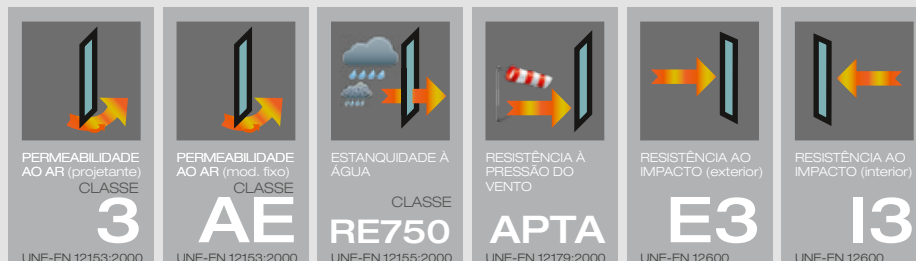 PERMEABILIDADE
AO AR (projetante)
CLASSE
3
UNE-EN 12153:2000
PERMEABILIDADE
AO AR (mod. fixo)
CLASSE
AE
UNE-EN 12153:2000
ESTANQUIDADE À
ÁGUA
CLASSE
RE750
UNE-EN 12155:2000
RESISTÊNCIA À
PRESSÃO DO
VENTO
APTA
UNE-EN 12179:2000
RESISTÊNCIA AO
IMPACTO (exterior)
E3
UNE-EN 12600
RESISTÊNCIA AO
IMPACTO (interior)
I3
UNE-EN 12600